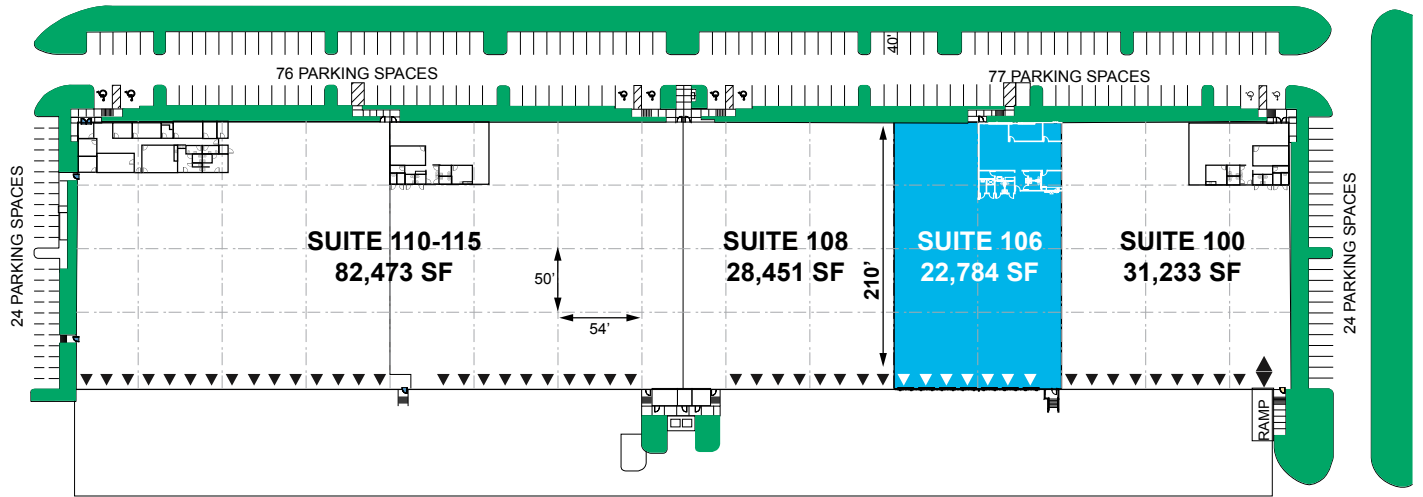 40'
76 PARKING SPACES
77 PARKING SPACES
24 PARKING SPACES
SUITE 110-115
82,473 SF
50'
54'
SUITE 108
28,451 SF
210'
SUITE 106
22,784 SF
SUITE 100
31,233 SF
24 PARKING SPACES
RAMP